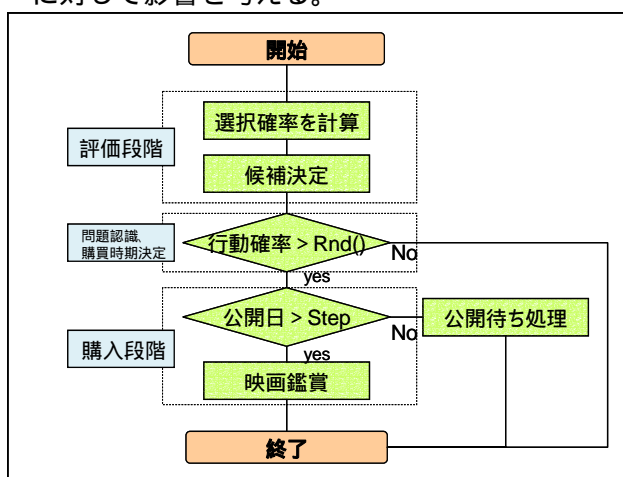 に対して影響を考える。
開始
選択確率を計算
評価段階
候補決定
問題認識、
購買時期決定
行動確率 > Rnd()
No
yes
公開日 > Step
No
公開待ち処理
購入段階
yes
映画鑑賞
終了